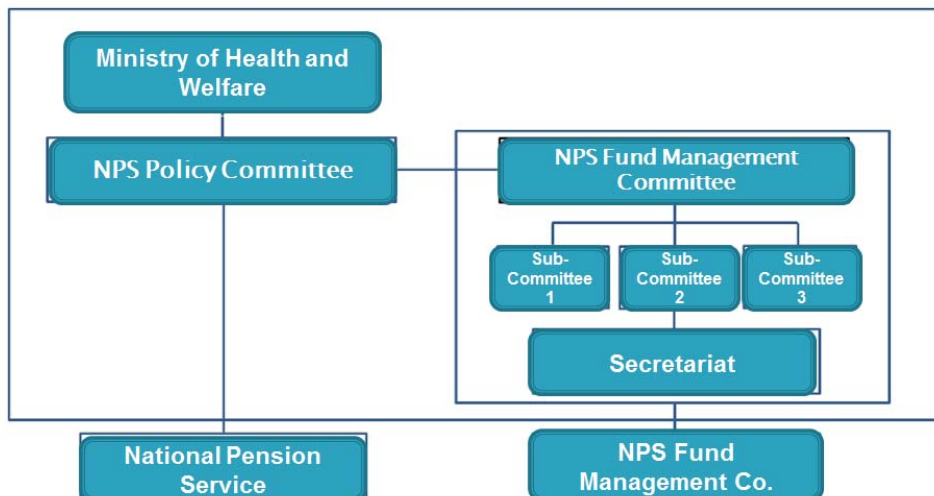 Ministry of Health and
Welfare
NPS Policy Committee
NPS Fund Management
Committee
Sub-
Committee
1
Sub-
Committee
2
Sub-
Committee
3
Secretariat
National Pension
Service
NPS Fund
Management Co.